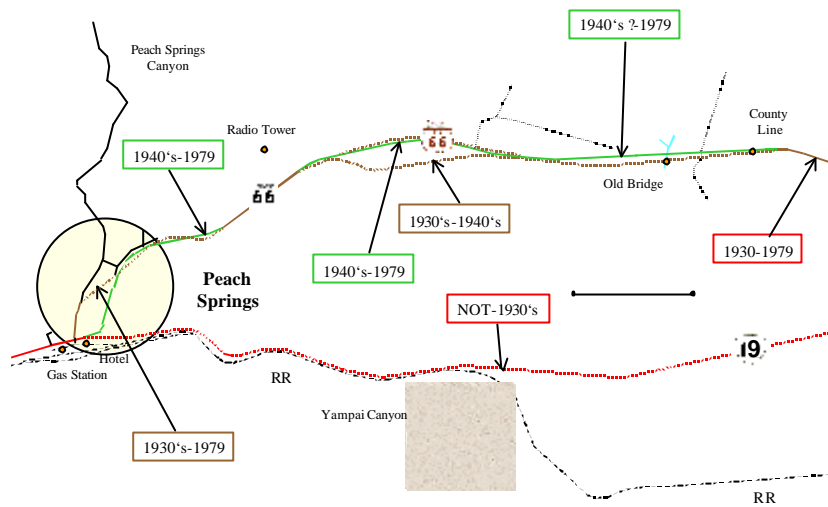 1940's ?-1979
Peach Springs
Canyon
County
Line
Radio Tower
66
1940's-1979
Old Bridge
66
1930's-1940's
1930-1979
1940's-1979
Peach
Springs
NOT-1930's
19
Hotel
Gas Station
RR
Yampai Canyon
1930's-1979
RR